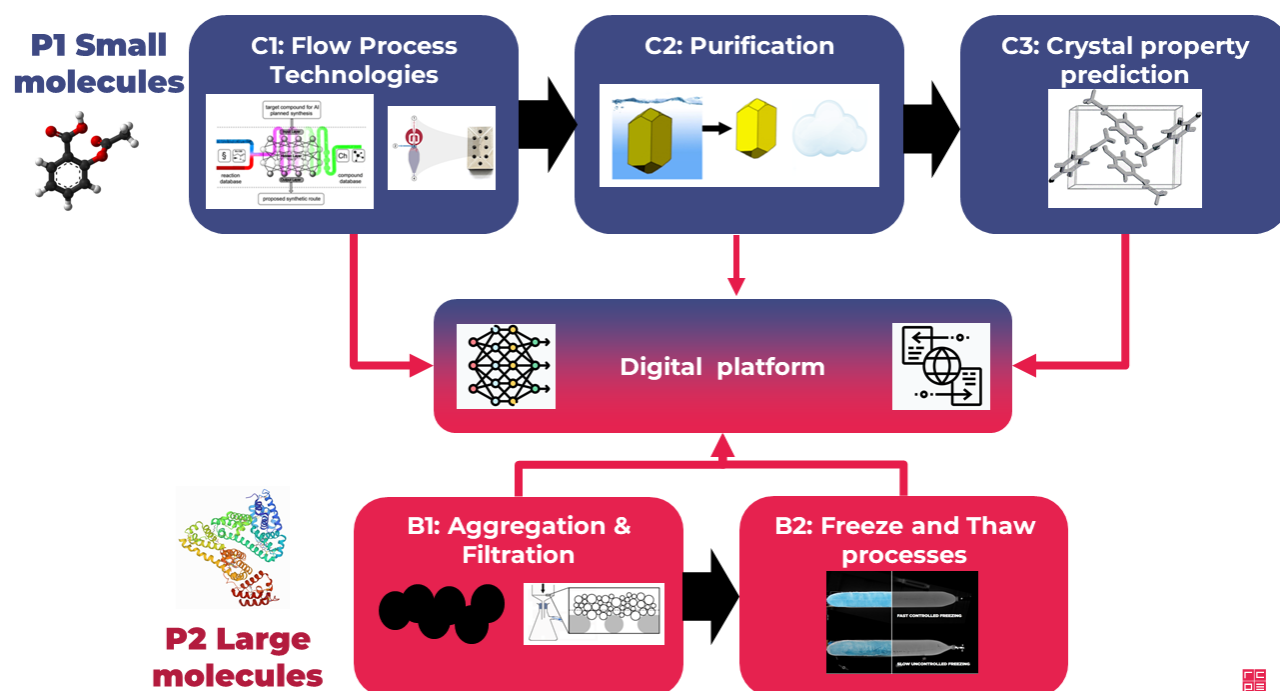 P1 Small
molecules
C1: Flow Process
Technologies
target compound for AI
planned synthesis
reaction
database
Ch
compound
database
proposed synthetic route
C2: Purification
C3: Crystal property
prediction
Digital platform
P2 Large
molecules
B1: Aggregation &
Filtration
B2: Freeze and Thaw
processes
FAST CONTROLLED FREEZING
SLOW UNCONTROLLED FREEZING